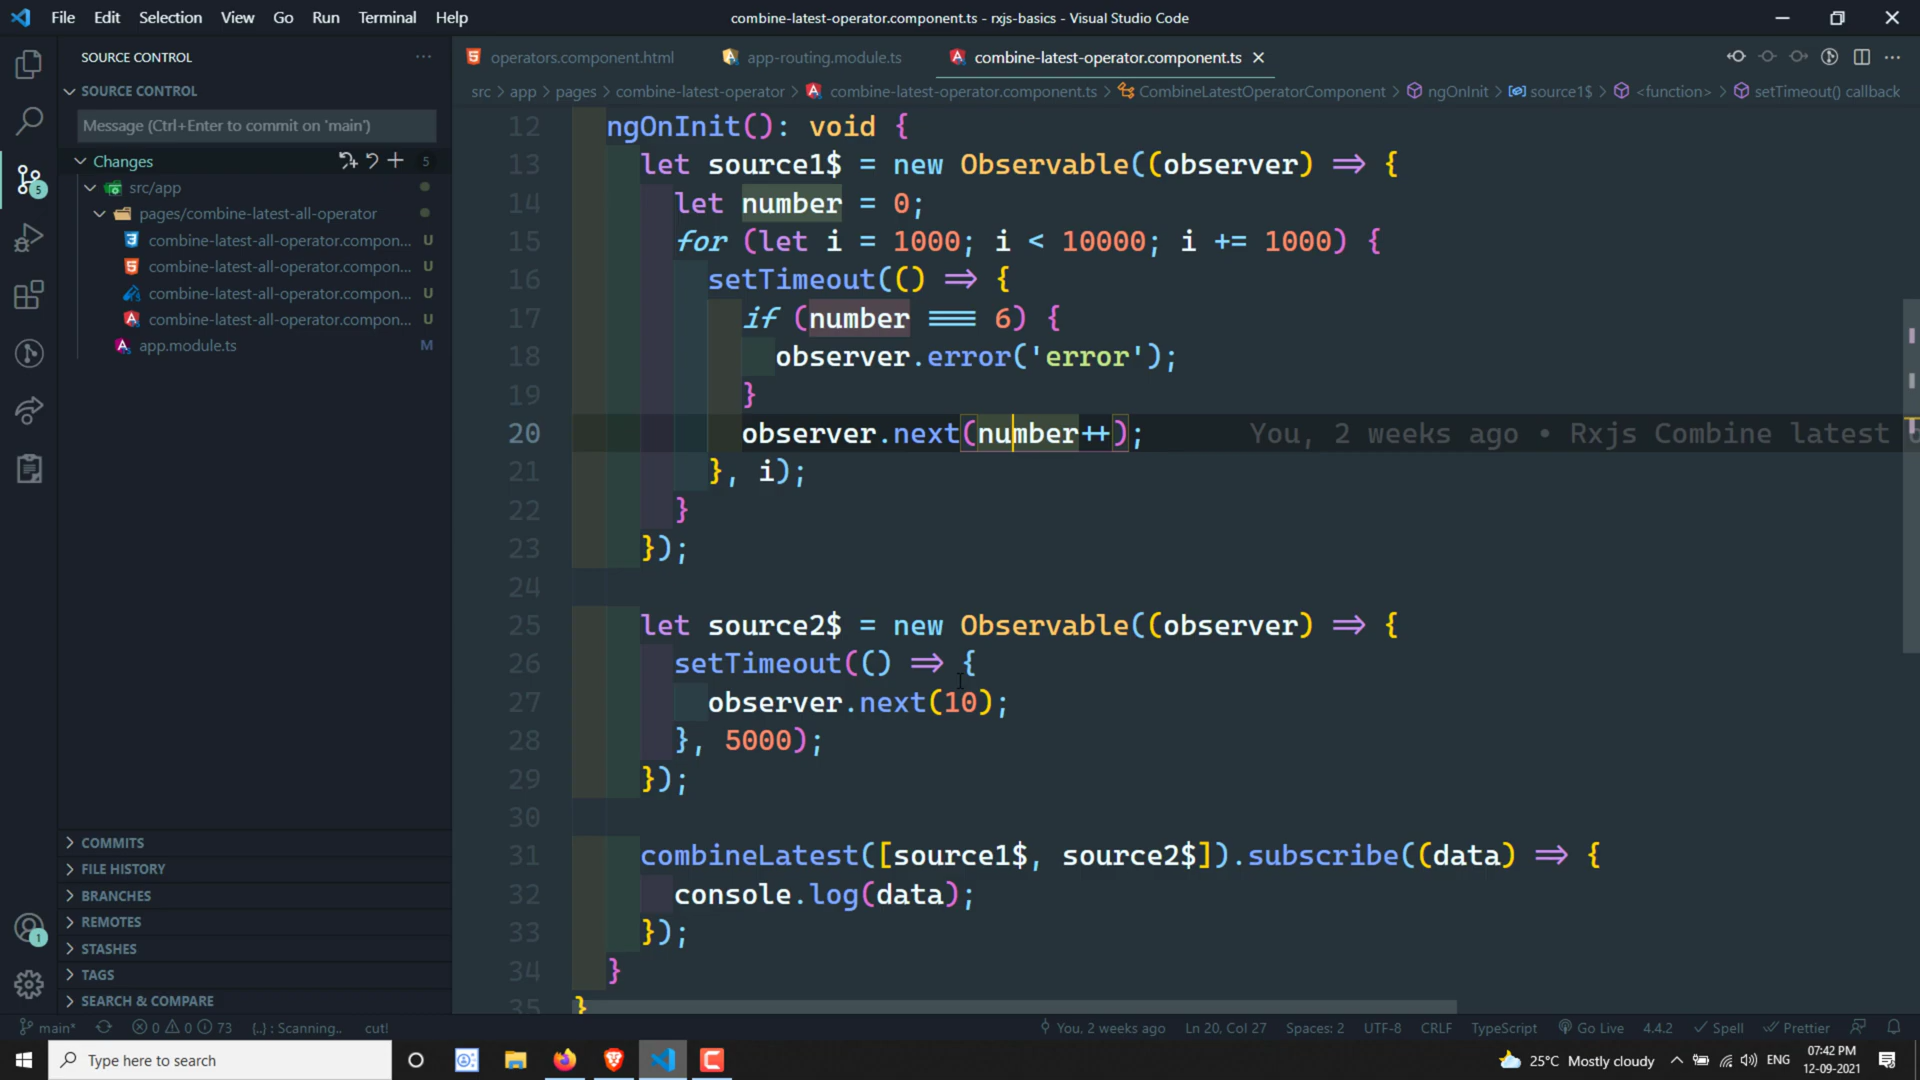 File Edit Selection View Go Run Terminal Help
combine-latest-operator.component.ts - rxjs-basics - Visual Studio Code
SOURCE CONTROL
operators.component.html
app-routing.module.ts
combine-latest-operator.component.ts
SOURCE CONTROL
src > app > pages > combine-latest-operator > combine-latest-operator.component.ts > CombineLatestOperatorComponent > ngOnInit > source1$ > <function> > setTimeout() callback
Message (Ctrl+Enter to commit on 'main')
Changes 5
src/app
pages/combine-latest-all-operator
combine-latest-all-operator.compon... U
combine-latest-all-operator.compon... U
combine-latest-all-operator.compon... U
combine-latest-all-operator.compon... U
app.module.ts M
5
1
COMMITS
FILE HISTORY
BRANCHES
REMOTES
STASHES
TAGS
SEARCH & COMPARE
12 ngOnInit(): void {
13 let source1$ = new Observable((observer) => {
14 let number = 0;
15 for (let i = 1000; i < 10000; i += 1000) {
16 setTimeout(() => {
17 if (number === 6) {
18 observer.error('error');
19 }
20 observer.next(number++); You, 2 weeks ago • Rxjs Combine latest
21 }, i);
22 }
23 });
24
25 let source2$ = new Observable((observer) => {
26 setTimeout(() => {
27 observer.next(10);
28 }, 5000);
29 });
30
31 combineLatest([source1$, source2$]).subscribe((data) => {
32 console.log(data);
33 });
34 }
35 }
main* 0 0 73 {..} : Scanning.. cut! You, 2 weeks ago Ln 20, Col 27 Spaces: 2 UTF-8 CRLF TypeScript Go Live 4.4.2 Spell Prettier
Type here to search
25°C Mostly cloudy ENG
07:42 PM
12-09-2021